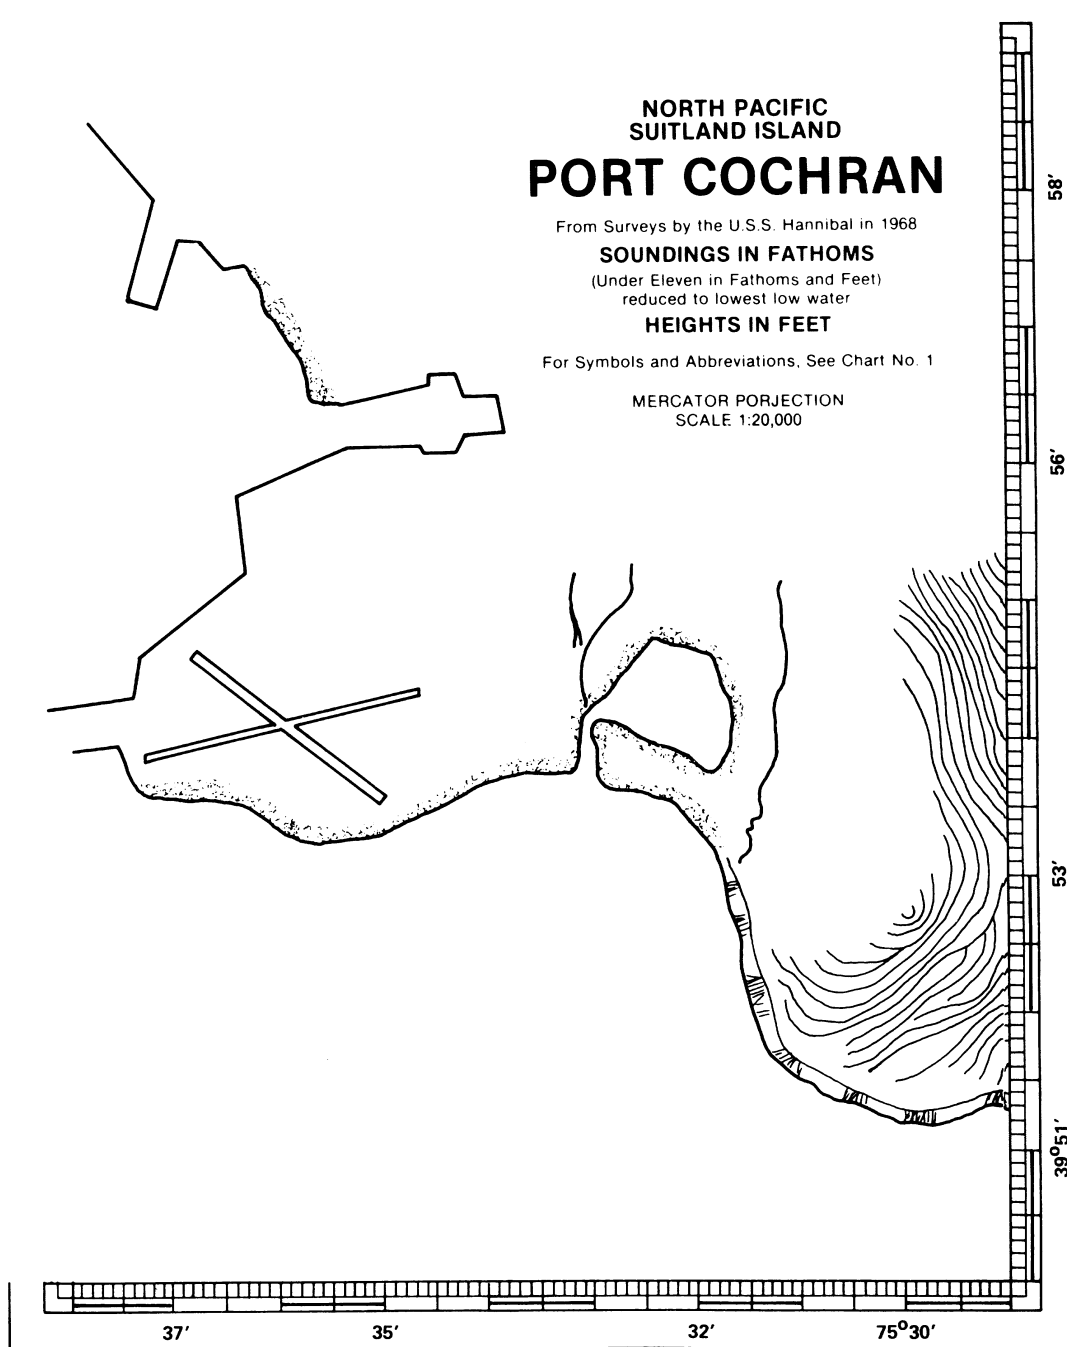 NORTH PACIFIC
SUITLAND ISLAND
PORT COCHRAN
From Surveys by the U.S.S. Hannibal in 1968
SOUNDINGS IN FATHOMS
(Under Eleven in Fathoms and Feet)
reduced to lowest low water
HEIGHTS IN FEET
For Symbols and Abbreviations, See Chart No. 1
MERCATOR PORJECTION
SCALE 1:20,000
58′
56′
53′
39°51′
37′
35′
32′
75°30′